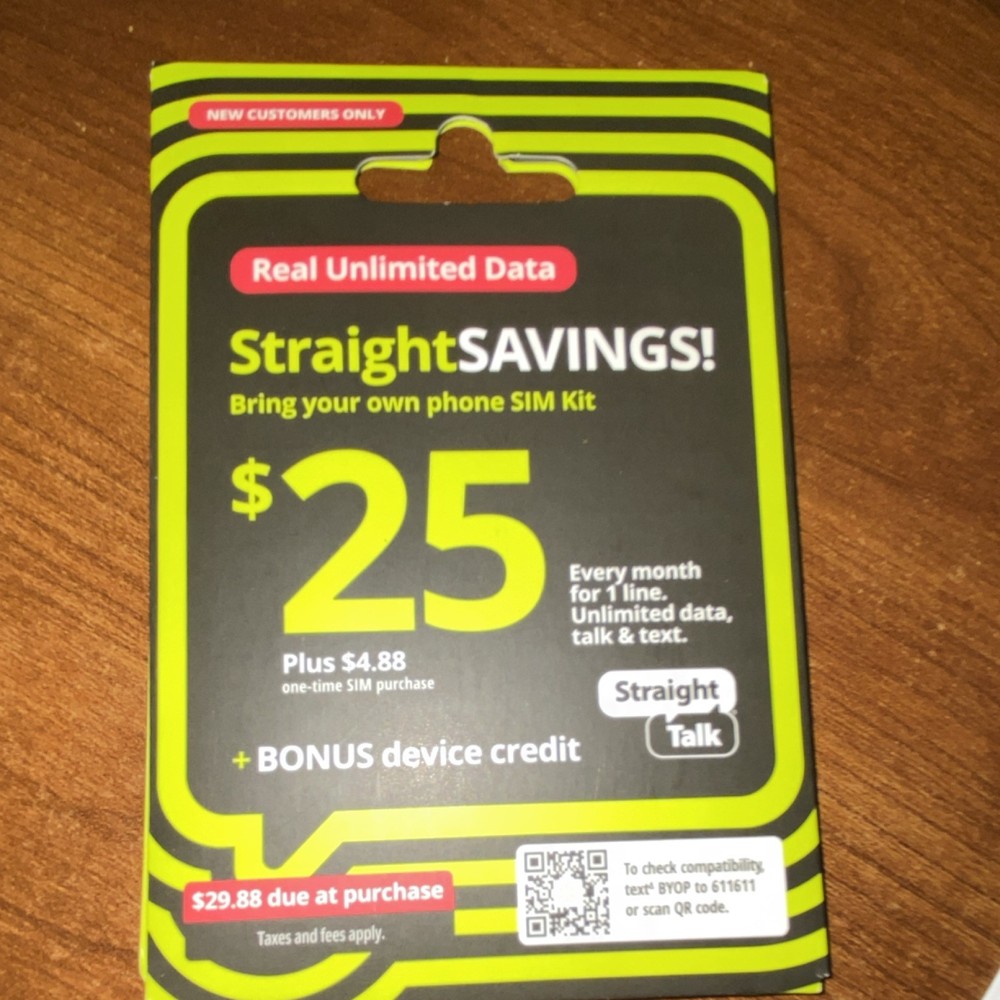 NEW CUSTOMERS ONLY
Real Unlimited Data
StraightSAVINGS!
Bring your own phone SIM Kit
$25
Every month
for 1 line.
Unlimited data,
talk & text.
Plus $4.88
one-time SIM purchase
Straight
Talk
+ BONUS device credit
$29.88 due at purchase
Taxes and fees apply.
To check compatibility,
text⁴ BYOP to 611611
or scan QR code.